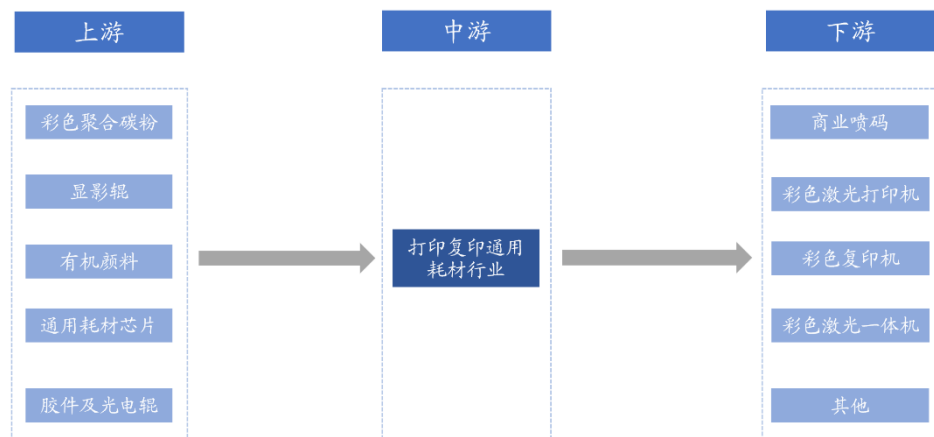 上游
中游
下游
彩色聚合碳粉
显影辊
有机颜料
通用耗材芯片
胶件及光电辊
打印复印通用
耗材行业
商业喷码
彩色激光打印机
彩色复印机
彩色激光一体机
其他